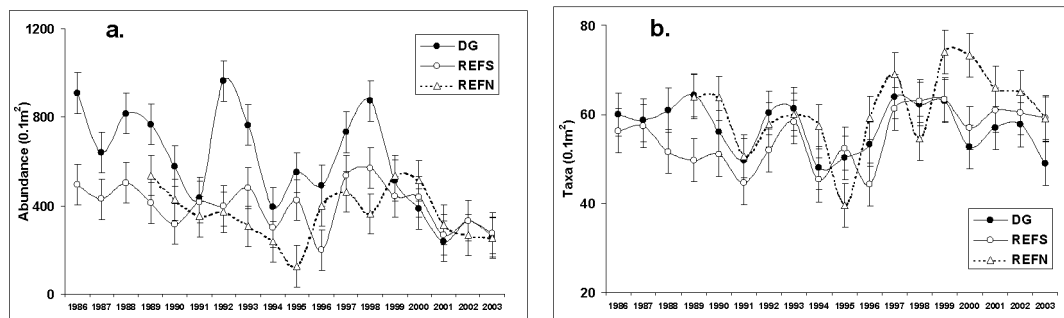 a.
1200
800
400
0
Abundance (0.1m²)
DG
REFS
REFN
1986 1987 1988 1989 1990 1991 1992 1993 1994 1995 1996 1997 1998 1999 2000 2001 2002 2003
b.
80
60
40
20
Taxa (0.1m²)
DG
REFS
REFN
1986 1987 1988 1989 1990 1991 1992 1993 1994 1995 1996 1997 1998 1999 2000 2001 2002 2003